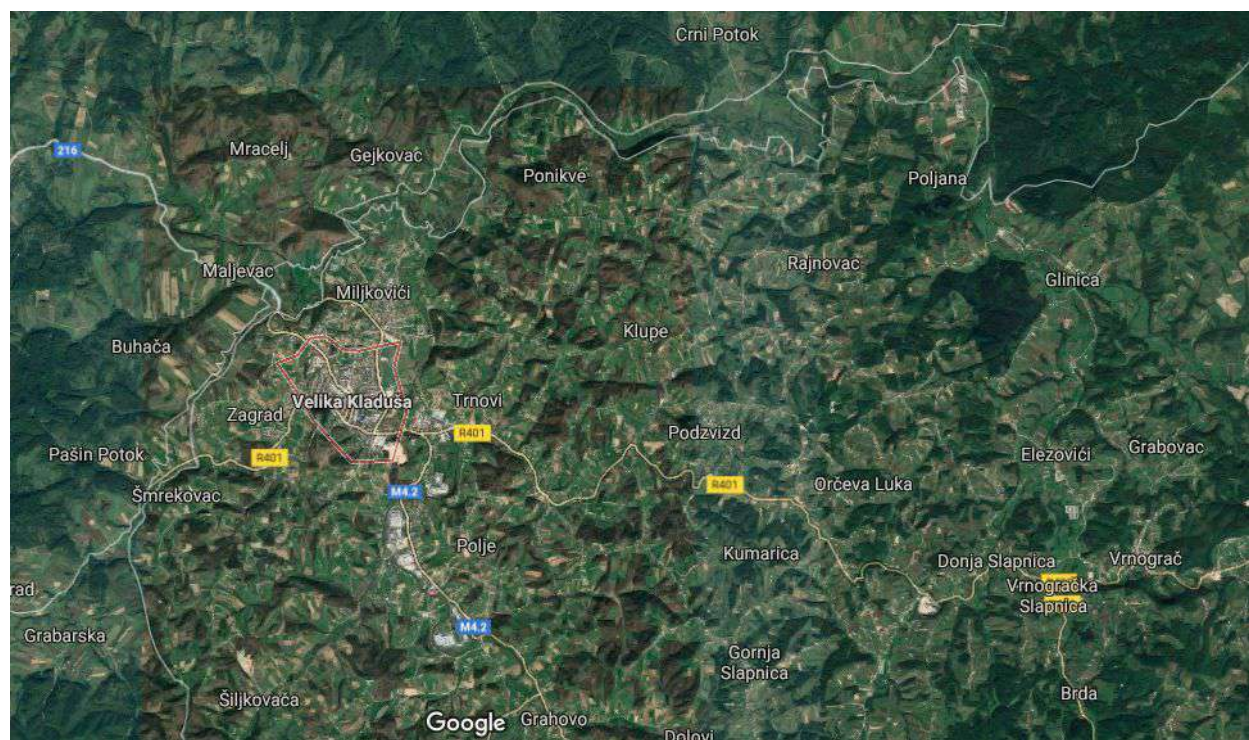 Crni Potok
216
Mracelj
Gejkovac
Ponikve
Poljana
Maljevac
Rajnovac
Glinica
Miljkovići
Klupe
Buhača
Velika Kladuša
Zagrad
Trnovi
R401
Podzvizd
Pašin Potok
R401
Elezovići
Grabovac
Šmrekovac
M4.2
R401
Orčeva Luka
Polje
Kumarica
Donja Slapnica
Vrnograč
rad
Vrnogračka
Slapnica
Grabarska
M4.2
Gornja
Slapnica
Šiljkovača
Brda
Google
Grahovo
Dolovi